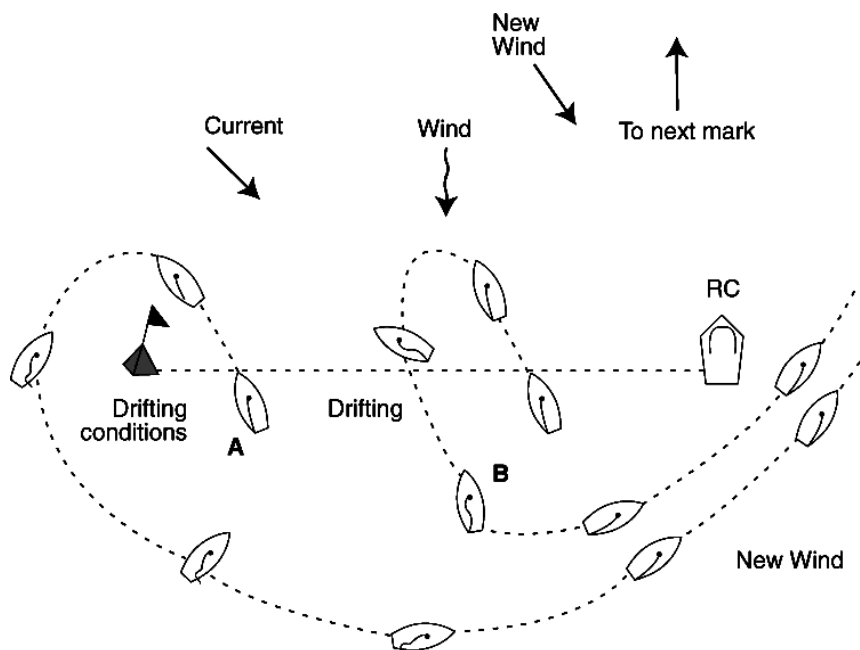 New
Wind
To next mark
Current
Wind
RC
Drifting
conditions
A
Drifting
B
New Wind